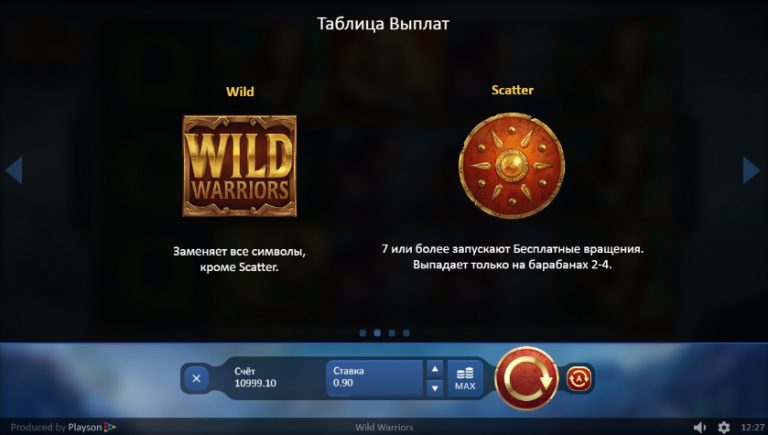 Таблица Выплат
Wild
Scatter
WILD
WARRIORS
Заменяет все символы,
кроме Scatter.
7 или более запускают Бесплатные вращения.
Выпадает только на барабанах 2-4.
Счёт
10999.10
Ставка
0.90
MAX
A
Produced by Playson
Wild Warriors
12:27